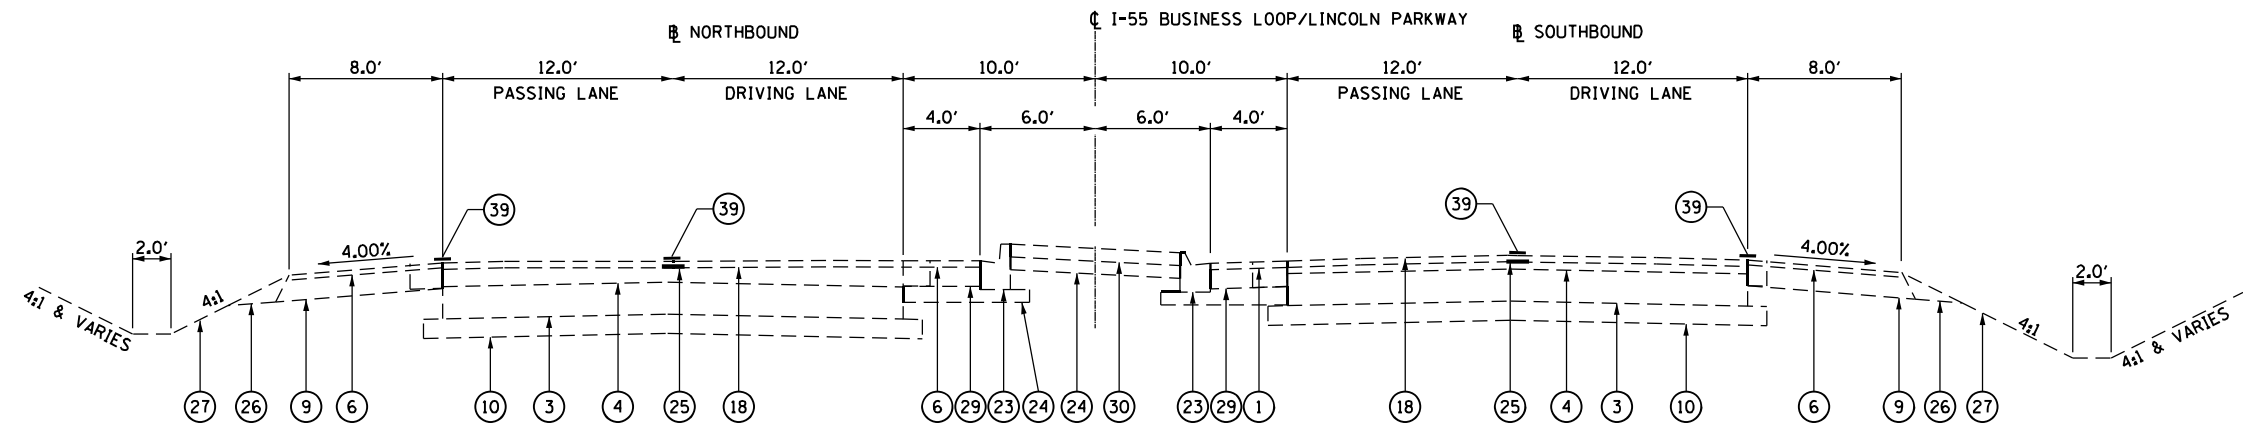 ℄ I-55 BUSINESS LOOP/LINCOLN PARKWAY
℄ NORTHBOUND
℄ SOUTHBOUND
8.0' 12.0' 12.0' 10.0' 10.0' 12.0' 12.0' 8.0'
PASSING LANE DRIVING LANE PASSING LANE DRIVING LANE
4.0' 6.0' 6.0' 4.0'
39 39 39 39
2.0' 4.00% 4.00% 2.0'
4:1 & VARIES 4:1 4:1 4:1 & VARIES
27 26 9 6 10 3 4 25 18 6 29 23 24 24 30 23 29 1 18 25 4 3 10 6 9 26 27